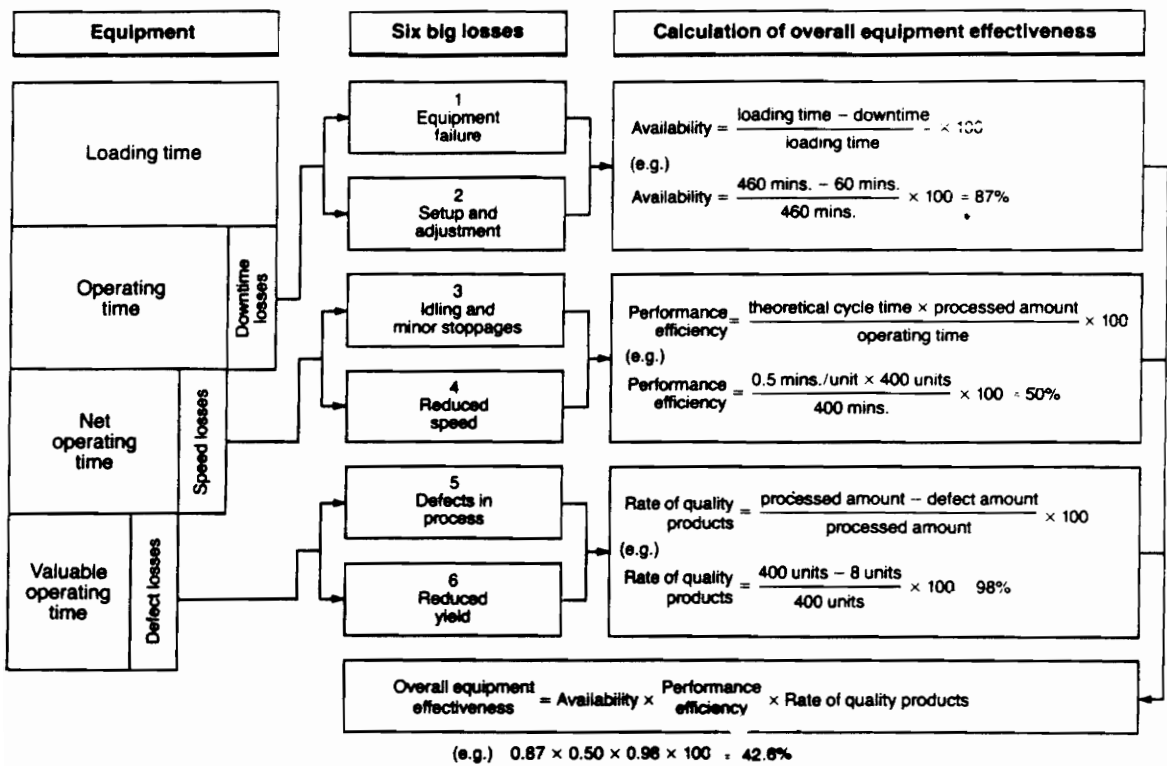 Equipment
Six big losses
Calculation of overall equipment effectiveness
Loading time
Operating
time
Downtime
losses
Net
operating
time
Speed losses
Valuable
operating
time
Defect losses
1
Equipment
failure
2
Setup and
adjustment
3
Idling and
minor stoppages
4
Reduced
speed
5
Defects in
process
6
Reduced
yield
Availability = loading time – downtime / loading time × 100
(e.g.)
Availability = 460 mins. – 60 mins. / 460 mins. × 100 = 87%
Performance efficiency = theoretical cycle time × processed amount / operating time × 100
(e.g.)
Performance efficiency = 0.5 mins./unit × 400 units / 400 mins. × 100 = 50%
Rate of quality products = processed amount – defect amount / processed amount × 100
(e.g.)
Rate of quality products = 400 units – 8 units / 400 units × 100 98%
Overall equipment effectiveness = Availability × Performance efficiency × Rate of quality products
(e.g.) 0.87 × 0.50 × 0.98 × 100 = 42.6%